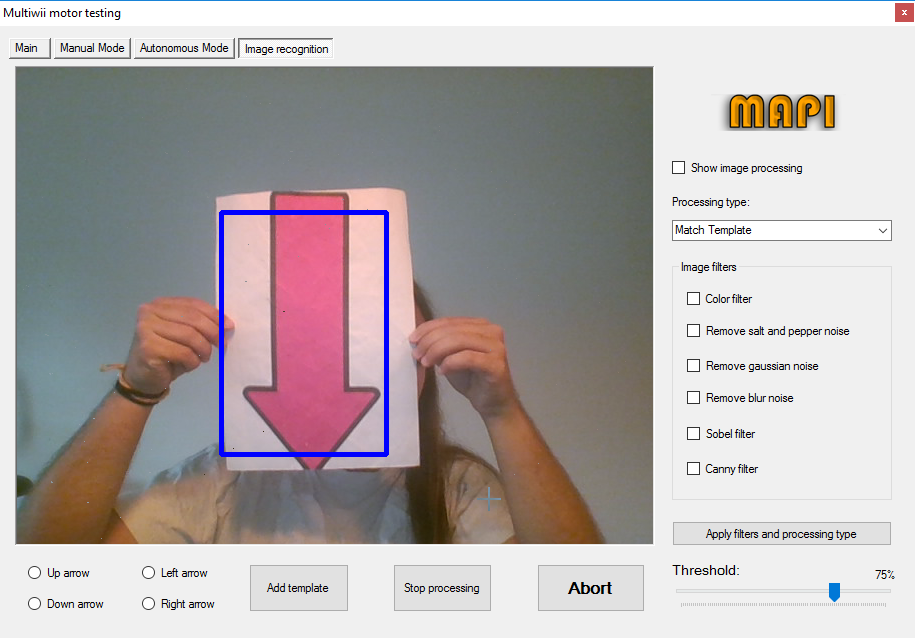 Multiwii motor testing
x
Main
Manual Mode
Autonomous Mode
Image recognition
MAPI
Show image processing
Processing type:
Match Template
Image filters
Color filter
Remove salt and pepper noise
Remove gaussian noise
Remove blur noise
Sobel filter
Canny filter
Apply filters and processing type
Threshold:
75%
Up arrow
Left arrow
Down arrow
Right arrow
Add template
Stop processing
Abort